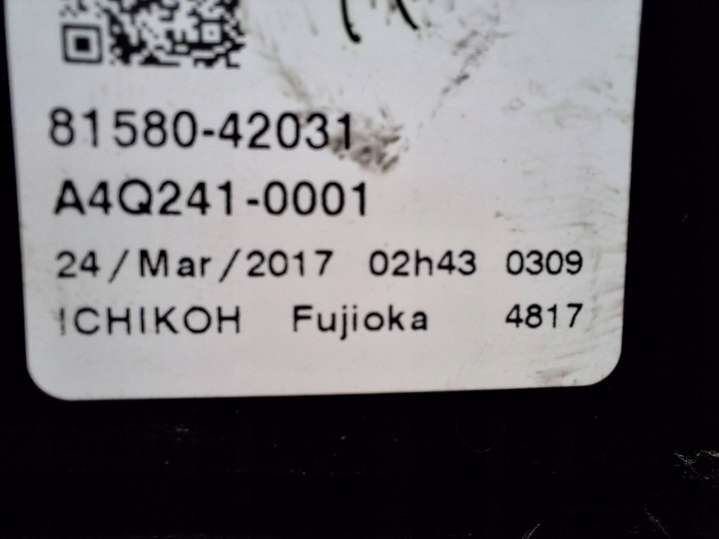 81580-42031
A4Q241-0001
24/Mar/2017 02h43 0309
ICHIKOH Fujioka 4817